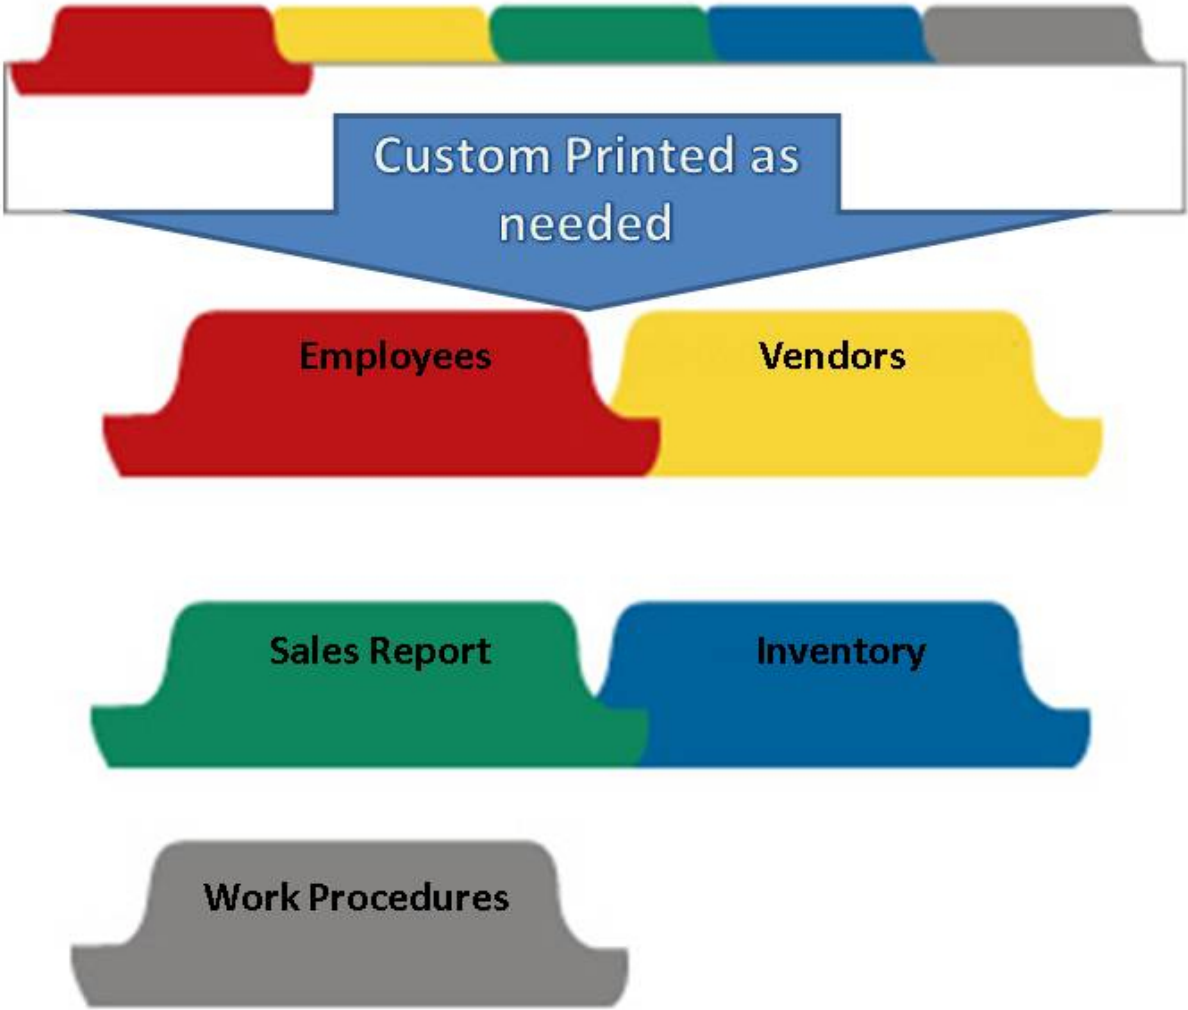 Custom Printed as
needed
Employees
Vendors
Sales Report
Inventory
Work Procedures